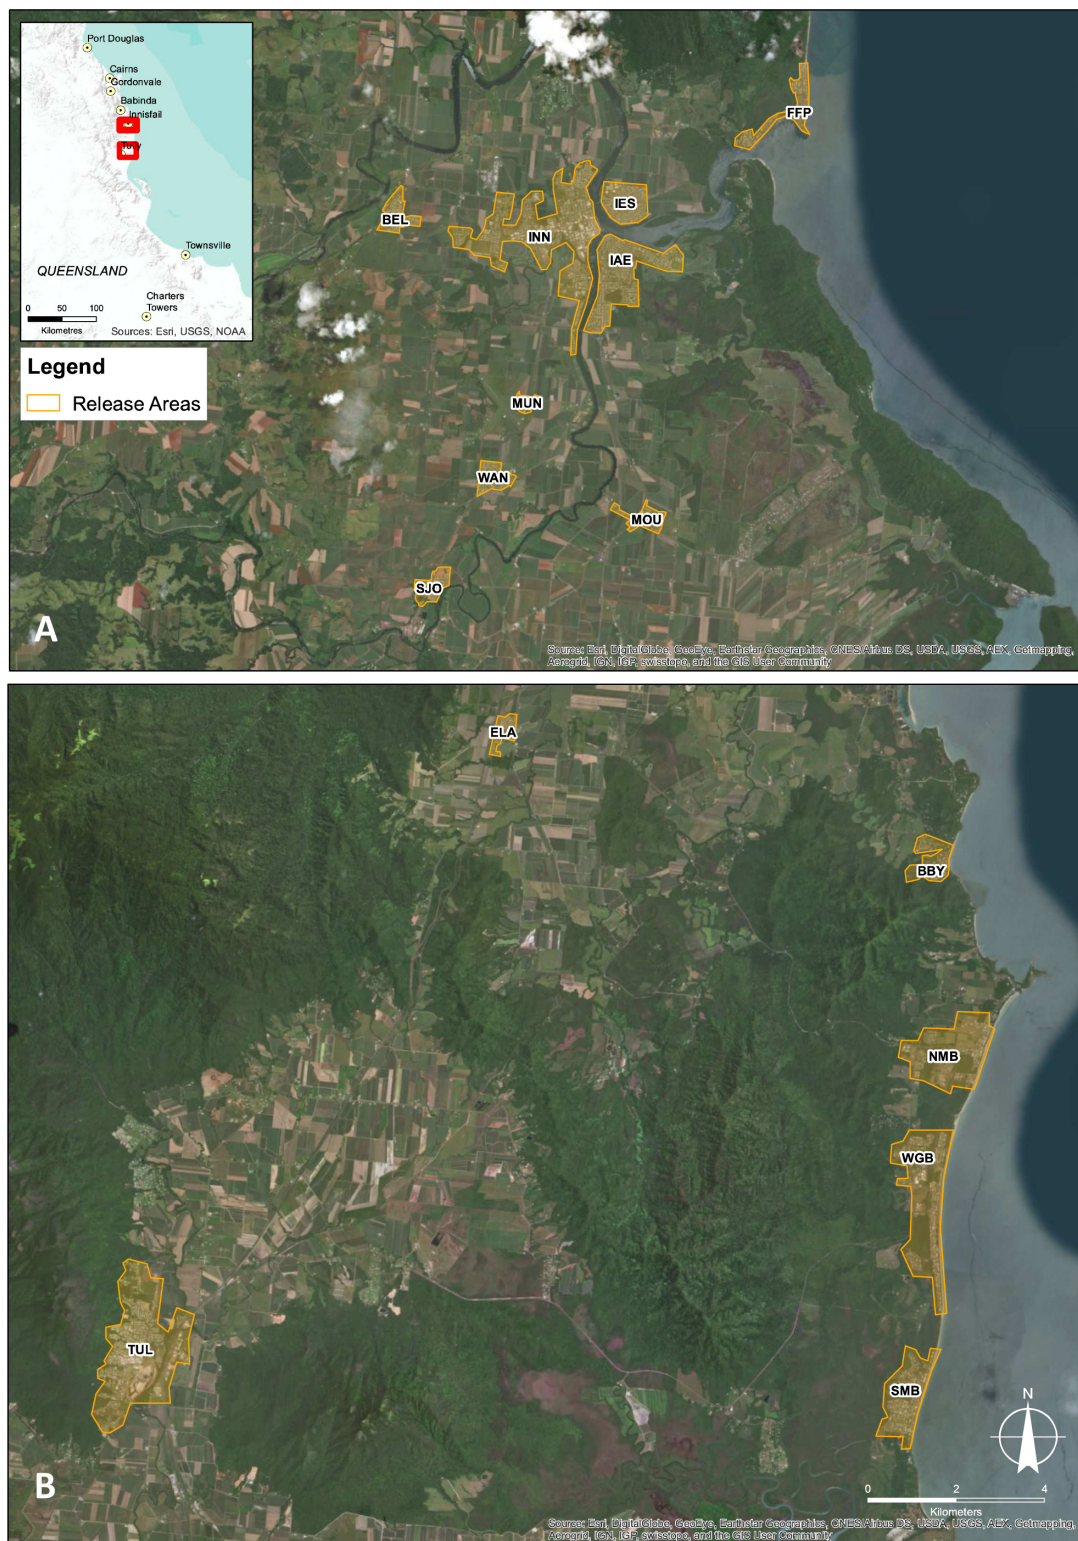 Port Douglas
Cairns
Gordonvale
Babinda
Innisfail
Tully
Townsville
QUEENSLAND
Charters
Towers
0 50 100
Kilometres
Sources: Esri, USGS, NOAA
Legend
Release Areas
FFP
IES
BEL
INN
IAE
MUN
WAN
MOU
SJO
A
Source: Esri, DigitalGlobe, GeoEye, Earthstar Geographics, CNES/Airbus DS, USDA, USGS, AEX, Getmapping,
Aerogrid, IGN, IGP, swisstopo, and the GIS User Community
ELA
BBY
NMB
WGB
TUL
SMB
N
B
0 2 4
Kilometers
Source: Esri, DigitalGlobe, GeoEye, Earthstar Geographics, CNES/Airbus DS, USDA, USGS, AEX, Getmapping,
Aerogrid, IGN, IGP, swisstopo, and the GIS User Community